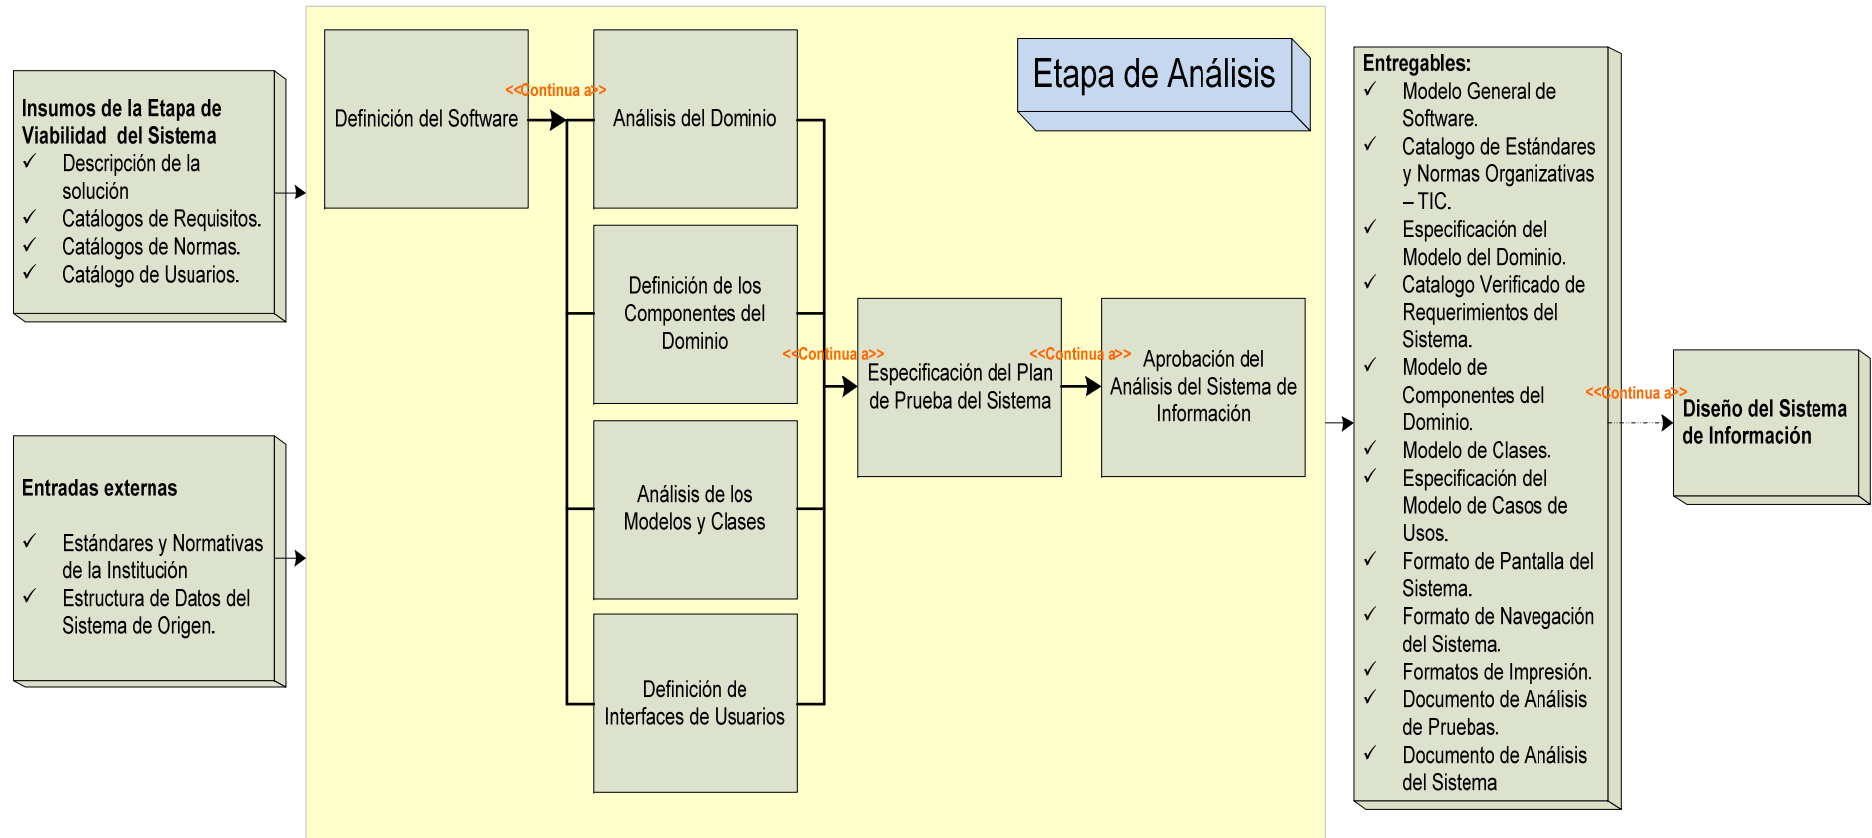 Insumos de la Etapa de
Viabilidad del Sistema
✓ Descripción de la
solución
✓ Catálogos de Requisitos.
✓ Catálogos de Normas.
✓ Catálogo de Usuarios.
Entradas externas
✓ Estándares y Normativas
de la Institución
✓ Estructura de Datos del
Sistema de Origen.
Etapa de Análisis
Definición del Software
<<Continua a>>
Análisis del Dominio
Definición de los
Componentes del
Dominio
Análisis de los
Modelos y Clases
Definición de
Interfaces de Usuarios
<<Continua a>>
Especificación del Plan
de Prueba del Sistema
<<Continua a>>
Aprobación del
Análisis del Sistema de
Información
Entregables:
✓ Modelo General de
Software.
✓ Catalogo de Estándares
y Normas Organizativas
– TIC.
✓ Especificación del
Modelo del Dominio.
✓ Catalogo Verificado de
Requerimientos del
Sistema.
✓ Modelo de
Componentes del
Dominio.
✓ Modelo de Clases.
✓ Especificación del
Modelo de Casos de
Usos.
✓ Formato de Pantalla del
Sistema.
✓ Formato de Navegación
del Sistema.
✓ Formatos de Impresión.
✓ Documento de Análisis
de Pruebas.
✓ Documento de Análisis
del Sistema
<<Continua a>>
Diseño del Sistema
de Información